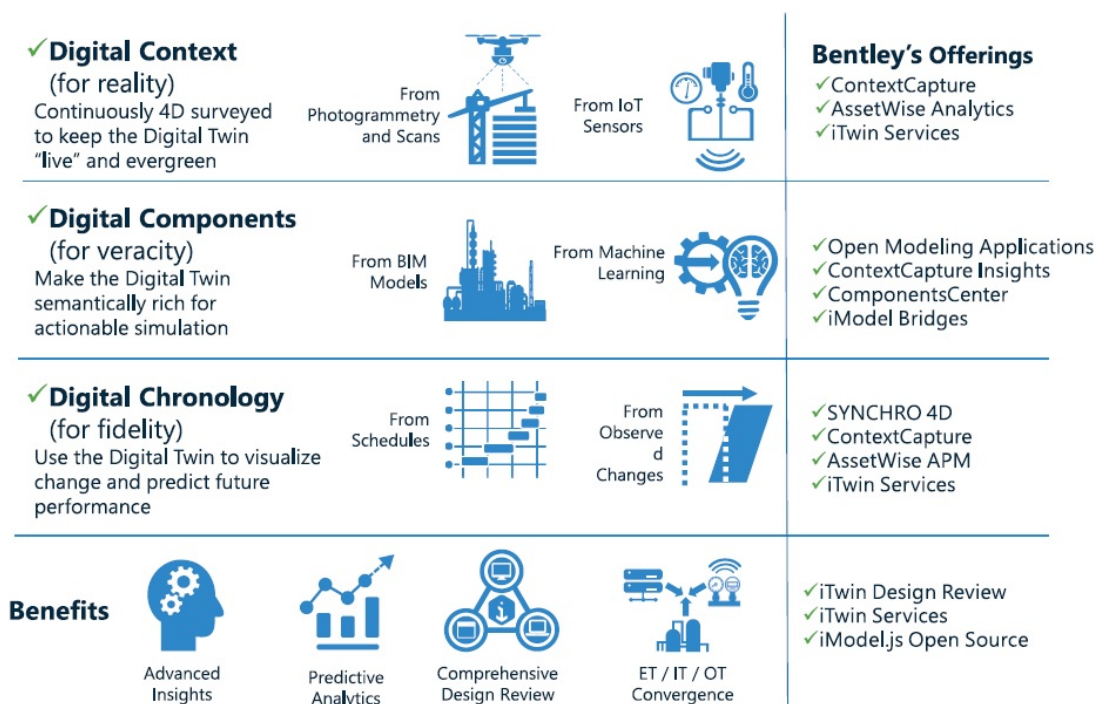 ✓Digital Context
(for reality)
Continuously 4D surveyed
to keep the Digital Twin
“live” and evergreen
From
Photogrammetry
and Scans
From IoT
Sensors
Bentley’s Offerings
✓ContextCapture
✓AssetWise Analytics
✓iTwin Services
✓Digital Components
(for veracity)
Make the Digital Twin
semantically rich for
actionable simulation
From BIM
Models
From Machine
Learning
✓Open Modeling Applications
✓ContextCapture Insights
✓ComponentsCenter
✓iModel Bridges
✓Digital Chronology
(for fidelity)
Use the Digital Twin to visualize
change and predict future
performance
From
Schedules
From
Observe
d
Changes
✓SYNCHRO 4D
✓ContextCapture
✓AssetWise APM
✓iTwin Services
Benefits
Advanced
Insights
Predictive
Analytics
Comprehensive
Design Review
ET / IT / OT
Convergence
✓iTwin Design Review
✓iTwin Services
✓iModel.js Open Source